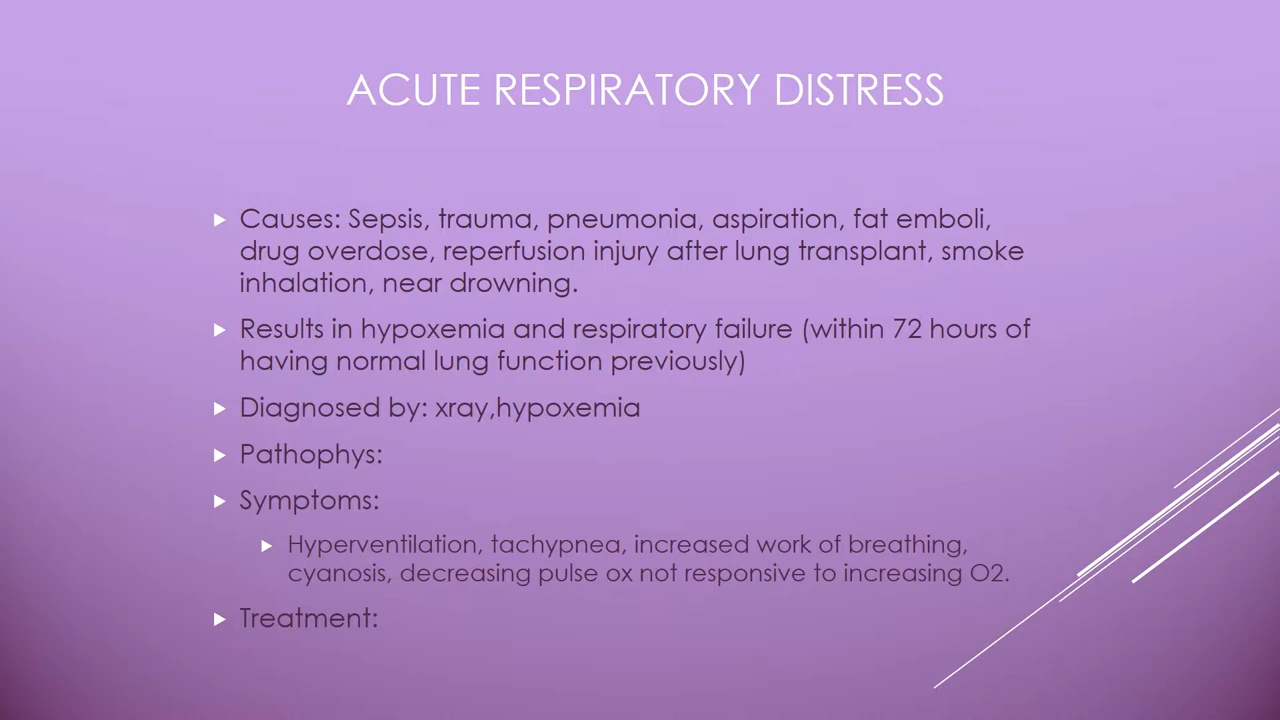 ACUTE RESPIRATORY DISTRESS
Causes: Sepsis, trauma, pneumonia, aspiration, fat emboli,
drug overdose, reperfusion injury after lung transplant, smoke
inhalation, near drowning.
Results in hypoxemia and respiratory failure (within 72 hours of
having normal lung function previously)
Diagnosed by: xray,hypoxemia
Pathophys:
Symptoms:
Hyperventilation, tachypnea, increased work of breathing,
cyanosis, decreasing pulse ox not responsive to increasing O2.
Treatment: